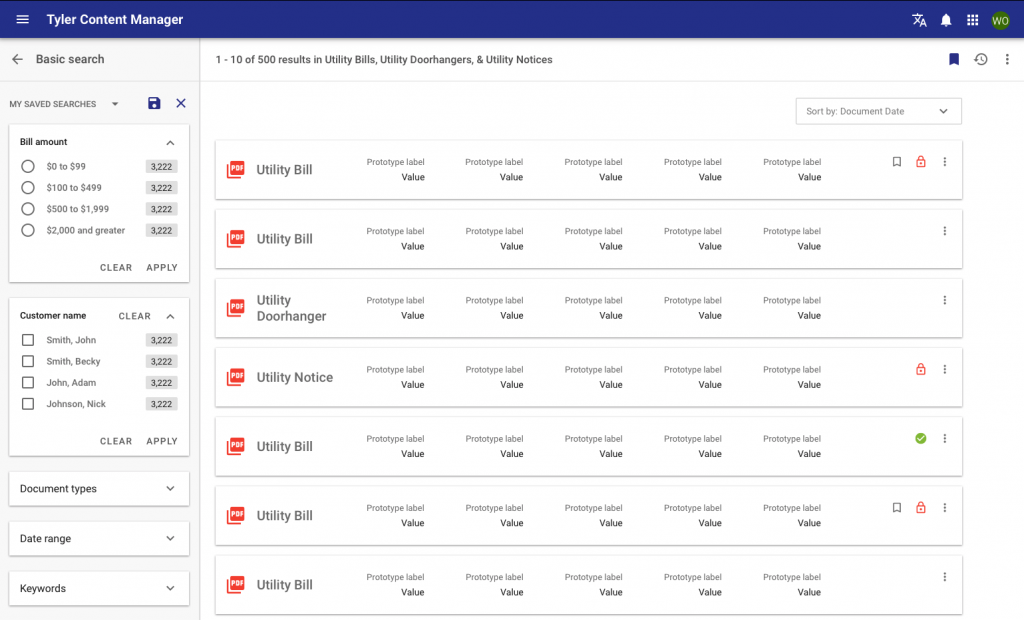 Tyler Content Manager
WO
Basic search
1 - 10 of 500 results in Utility Bills, Utility Doorhangers, & Utility Notices
MY SAVED SEARCHES
Sort by: Document Date
Bill amount
$0 to $99 3,222
$100 to $499 3,222
$500 to $1,999 3,222
$2,000 and greater 3,222
CLEAR APPLY
Customer name CLEAR
Smith, John 3,222
Smith, Becky 3,222
John, Adam 3,222
Johnson, Nick 3,222
CLEAR APPLY
Document types
Date range
Keywords
PDF Utility Bill
Prototype label Prototype label Prototype label Prototype label Prototype label
Value Value Value Value Value
PDF Utility Bill
Prototype label Prototype label Prototype label Prototype label Prototype label
Value Value Value Value Value
PDF Utility
Doorhanger
Prototype label Prototype label Prototype label Prototype label Prototype label
Value Value Value Value Value
PDF Utility Notice
Prototype label Prototype label Prototype label Prototype label Prototype label
Value Value Value Value Value
PDF Utility Bill
Prototype label Prototype label Prototype label Prototype label Prototype label
Value Value Value Value Value
PDF Utility Bill
Prototype label Prototype label Prototype label Prototype label Prototype label
Value Value Value Value Value
PDF Utility Bill
Prototype label Prototype label Prototype label Prototype label Prototype label
Value Value Value Value Value